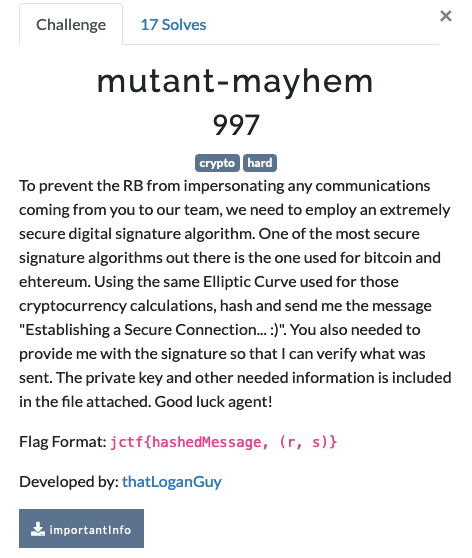 Challenge
17 Solves
×
mutant-mayhem
997
crypto hard
To prevent the RB from impersonating any communications
coming from you to our team, we need to employ an extremely
secure digital signature algorithm. One of the most secure
signature algorithms out there is the one used for bitcoin and
ehtereum. Using the same Elliptic Curve used for those
cryptocurrency calculations, hash and send me the message
"Establishing a Secure Connection... :)". You also needed to
provide me with the signature so that I can verify what was
sent. The private key and other needed information is included
in the file attached. Good luck agent!
Flag Format: jctf{hashedMessage, (r, s)}
Developed by: thatLoganGuy
importantInfo